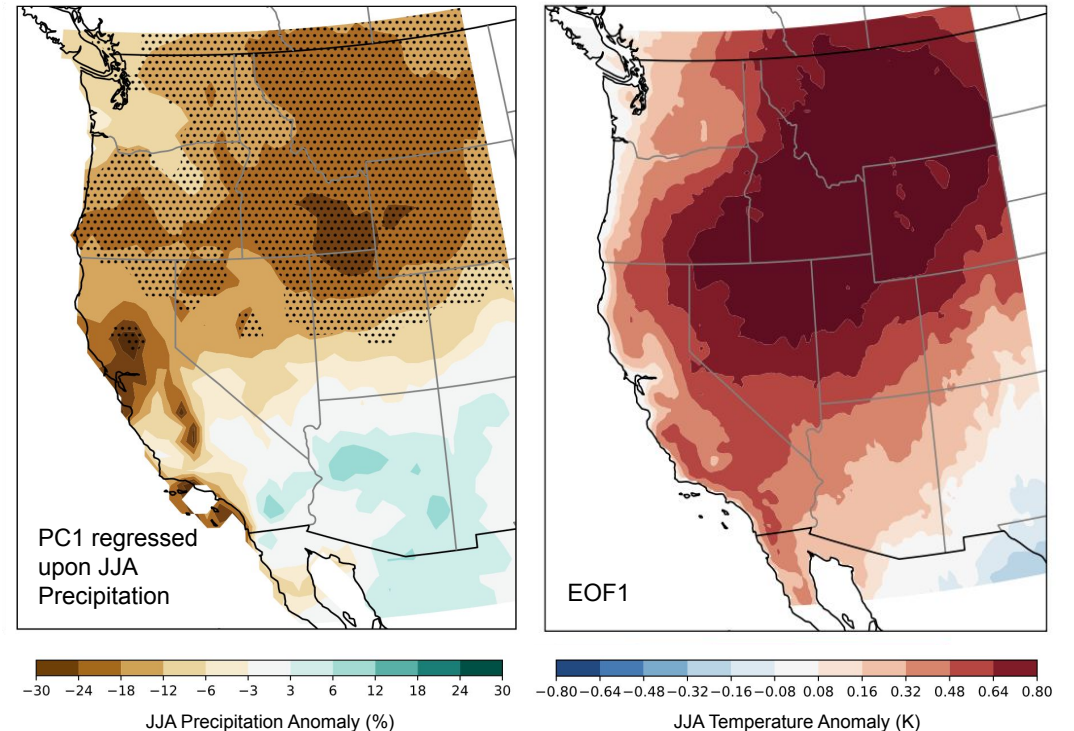 PC1 regressed
upon JJA
Precipitation
EOF1
−30 −24 −18 −12 −6 −3 3 6 12 18 24 30
JJA Precipitation Anomaly (%)
−0.80−0.64−0.48−0.32−0.16−0.08 0.08 0.16 0.32 0.48 0.64 0.80
JJA Temperature Anomaly (K)